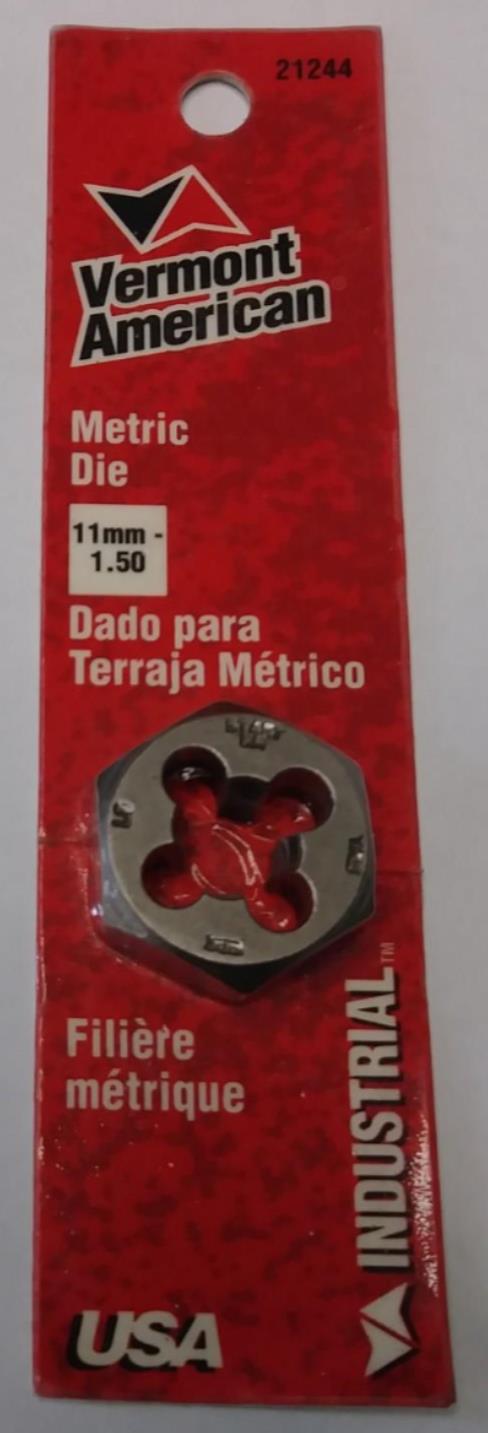 21244
Vermont
American
Metric
Die
11mm -
1.50
Dado para
Terraja Métrico
Filière
métrique
INDUSTRIAL™
USA